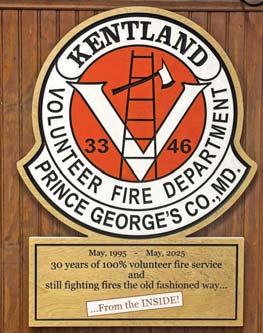 KENTLAND
VOLUNTEER FIRE DEPARTMENT
33 46
V
PRINCE GEORGE'S CO., MD.
May, 1995 - May, 2025
30 years of 100% volunteer fire service
and
still fighting fires the old fashioned way...
...From the INSIDE!